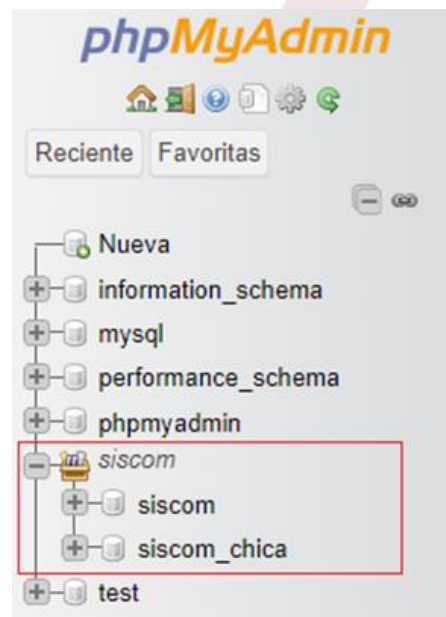 phpMyAdmin
Reciente Favoritas
Nueva
information_schema
mysql
performance_schema
phpmyadmin
siscom
siscom
siscom_chica
test